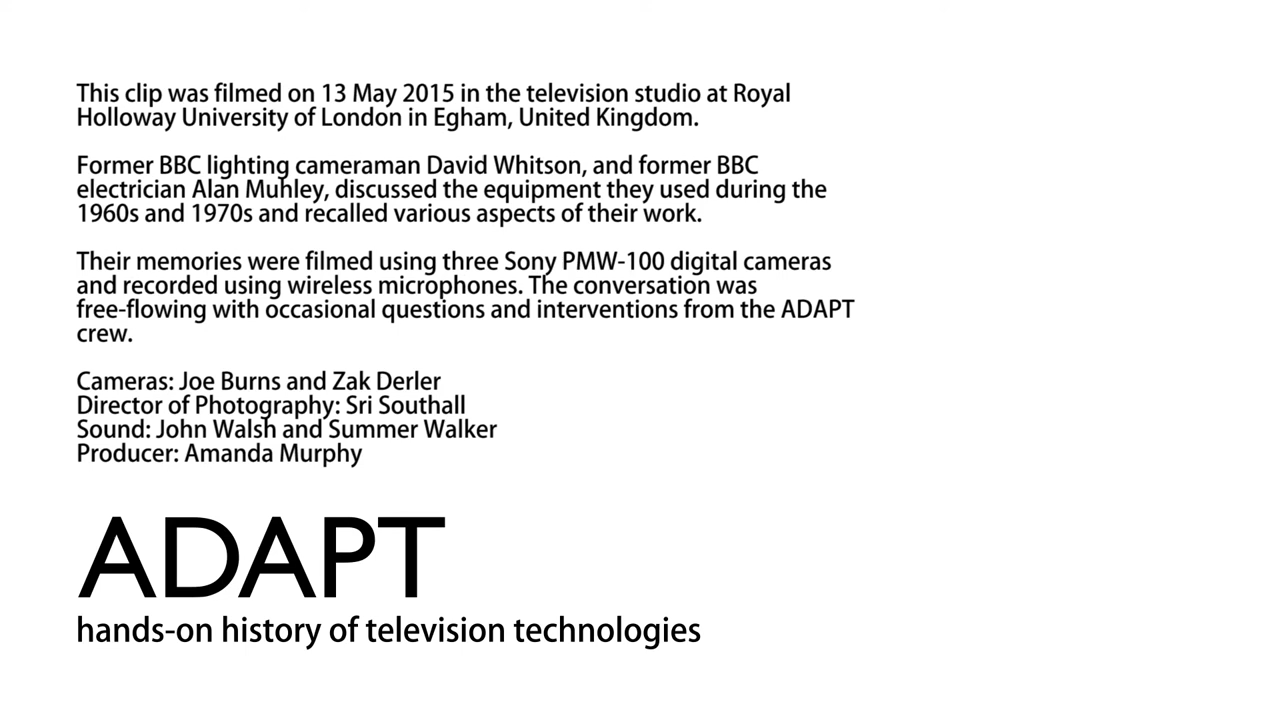 This clip was filmed on 13 May 2015 in the television studio at Royal
Holloway University of London in Egham, United Kingdom.
Former BBC lighting cameraman David Whitson, and former BBC
electrician Alan Muhley, discussed the equipment they used during the
1960s and 1970s and recalled various aspects of their work.
Their memories were filmed using three Sony PMW-100 digital cameras
and recorded using wireless microphones. The conversation was
free-flowing with occasional questions and interventions from the ADAPT
crew.
Cameras: Joe Burns and Zak Derler
Director of Photography: Sri Southall
Sound: John Walsh and Summer Walker
Producer: Amanda Murphy
ADAPT
hands-on history of television technologies